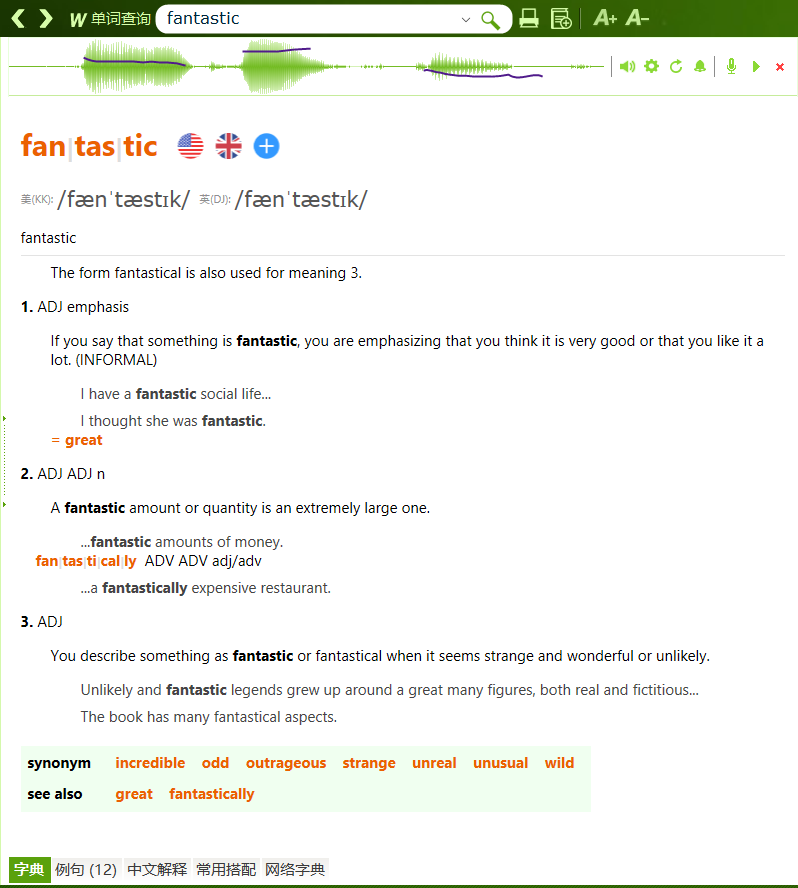 W 单词查询 fantastic A+ A-
fan|tas|tic
美(KK): /fænˈtæstɪk/ 英(DJ): /fænˈtæstɪk/
fantastic
The form fantastical is also used for meaning 3.
1. ADJ emphasis
If you say that something is fantastic, you are emphasizing that you think it is very good or that you like it a
lot. (INFORMAL)
I have a fantastic social life...
I thought she was fantastic.
= great
2. ADJ ADJ n
A fantastic amount or quantity is an extremely large one.
...fantastic amounts of money.
fan|tas|ti|cal|ly ADV ADV adj/adv
...a fantastically expensive restaurant.
3. ADJ
You describe something as fantastic or fantastical when it seems strange and wonderful or unlikely.
Unlikely and fantastic legends grew up around a great many figures, both real and fictitious...
The book has many fantastical aspects.
synonym incredible odd outrageous strange unreal unusual wild
see also great fantastically
字典 例句 (12) 中文解释 常用搭配 网络字典